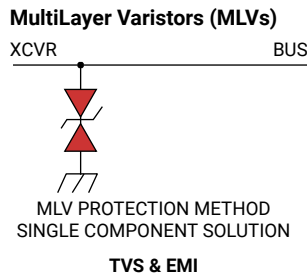 MultiLayer Varistors (MLVs)
XCVR BUS
MLV PROTECTION METHOD
SINGLE COMPONENT SOLUTION
TVS & EMI